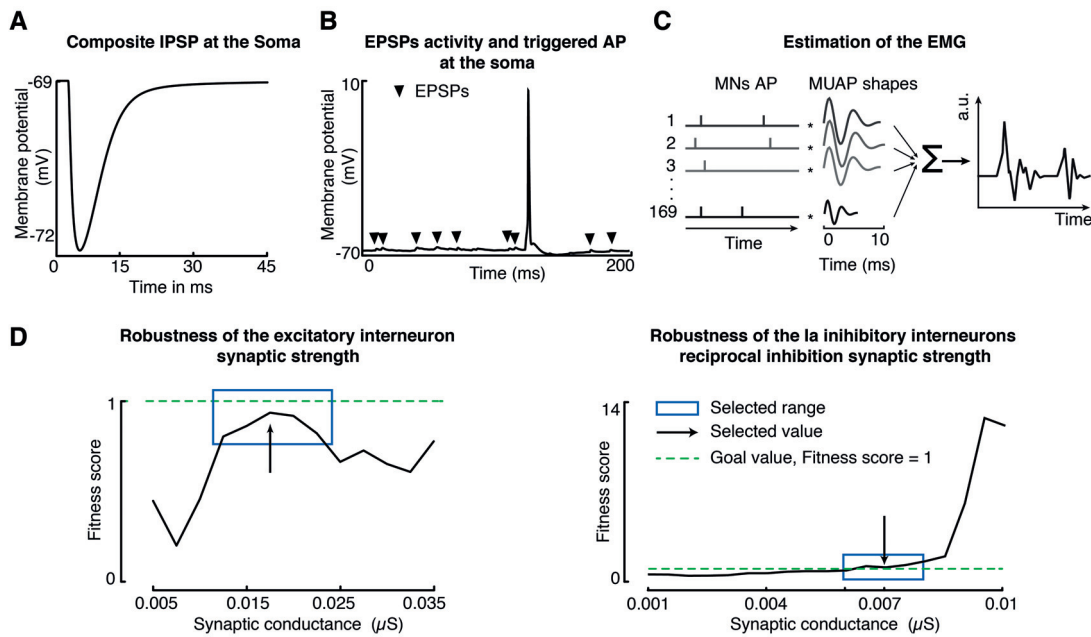 A
Composite IPSP at the Soma
-69
-72
Membrane potential
(mV)
0
15
30
45
Time in ms
B
EPSPs activity and triggered AP
at the soma
10
-70
EPSPs
Membrane potential
(mV)
0
200
Time (ms)
C
Estimation of the EMG
MNs AP
MUAP shapes
1
*
2
*
3
*
.
.
.
169
*
Time
0
10
Time (ms)
Σ
a.u.
Time
D
Robustness of the excitatory interneuron
synaptic strength
1
0
Fitness score
0.005
0.015
0.025
0.035
Synaptic conductance (µS)
Robustness of the Ia inihibitory interneurons
reciprocal inhibition synaptic strength
14
0
Fitness score
Selected range
Selected value
Goal value, Fitness score = 1
0.001
0.004
0.007
0.01
Synaptic conductance (µS)